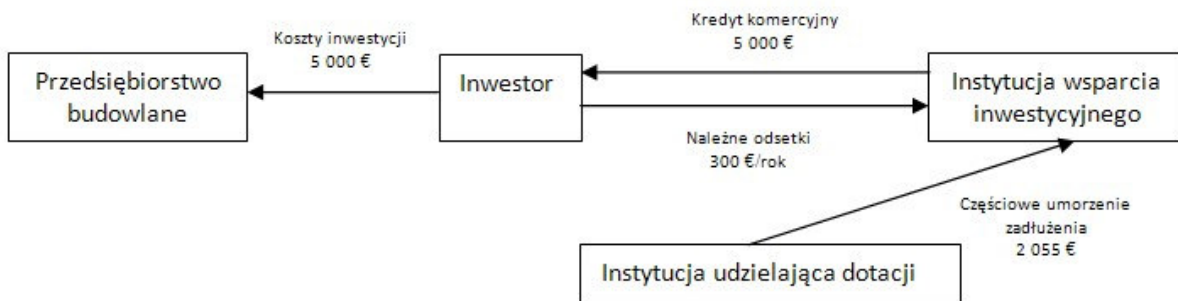 Kredyt komercyjny
5 000 €
Koszty inwestycji
5 000 €
Przedsiębiorstwo
budowlane
Inwestor
Instytucja wsparcia
inwestycyjnego
Należne odsetki
300 €/rok
Częściowe umorzenie
zadłużenia
2 055 €
Instytucja udzielająca dotacji